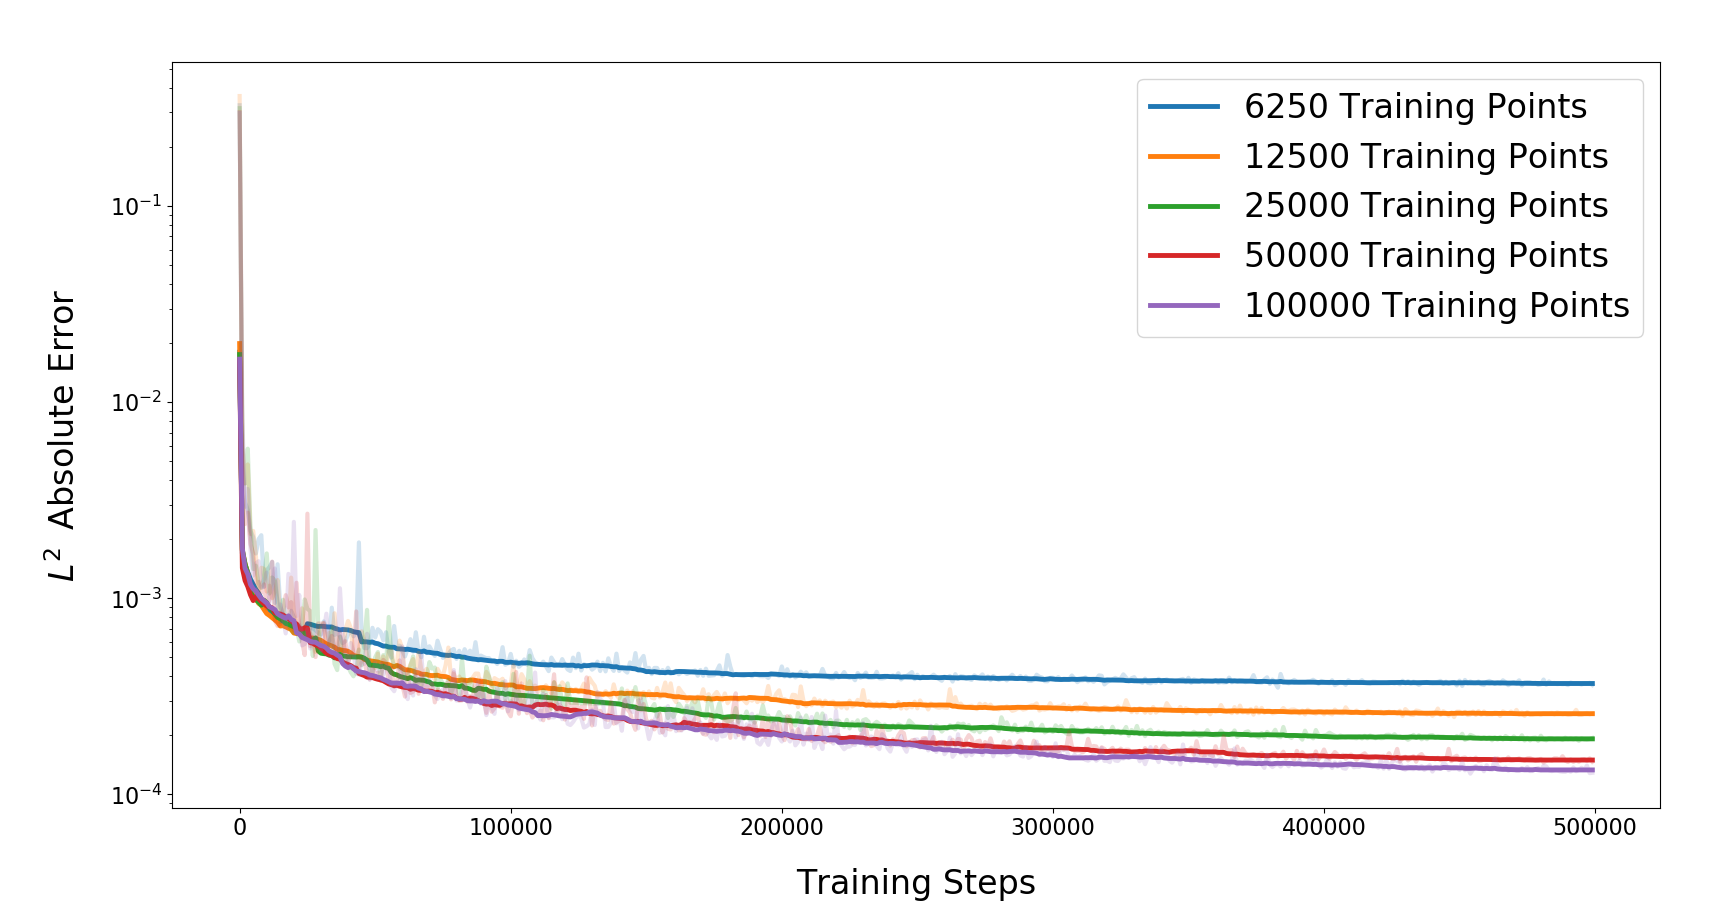 6250 Training Points
12500 Training Points
25000 Training Points
50000 Training Points
100000 Training Points
10⁻¹
10⁻²
10⁻³
10⁻⁴
L² Absolute Error
0 100000 200000 300000 400000 500000
Training Steps